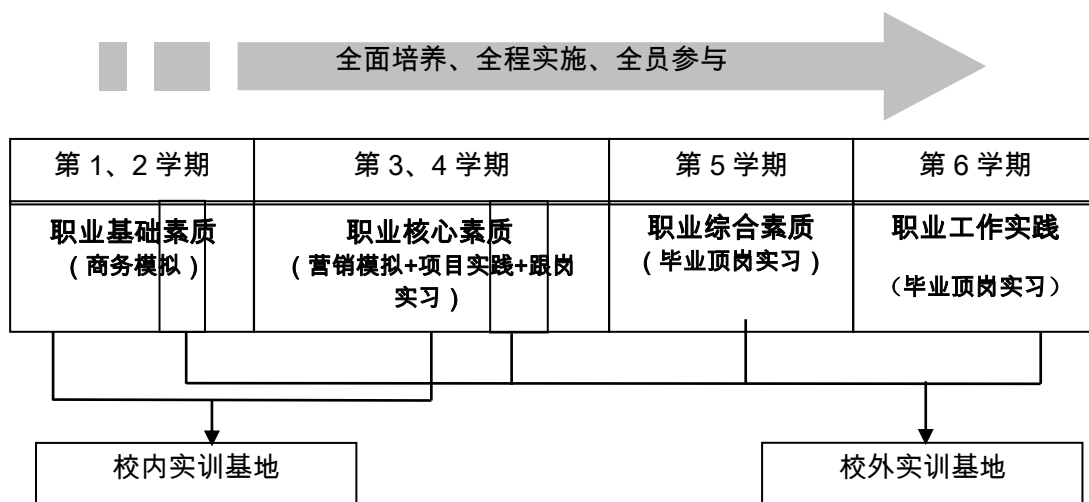 全面培养、全程实施、全员参与
第 1、2 学期
第 3、4 学期
第 5 学期
第 6 学期
职业基础素质
（商务模拟）
职业核心素质
（营销模拟+项目实践+跟岗
实习）
职业综合素质
（毕业顶岗实习）
职业工作实践
（毕业顶岗实习）
校内实训基地
校外实训基地